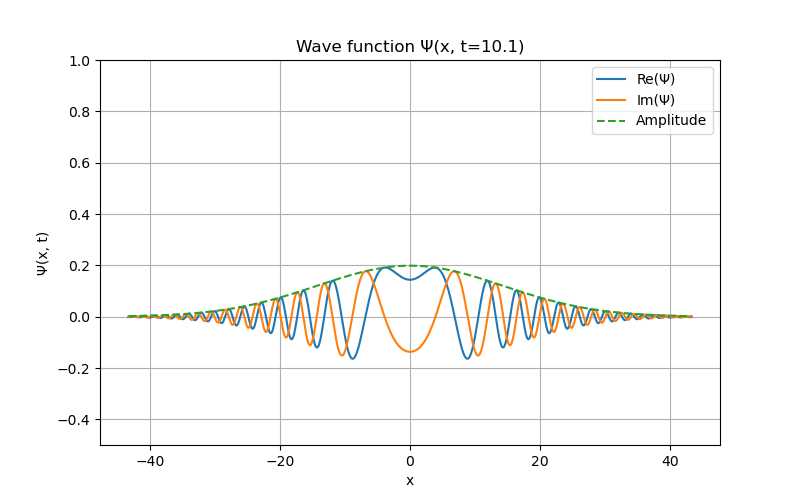 Wave function Ψ(x, t=10.1)
Re(Ψ)
Im(Ψ)
Amplitude
Ψ(x, t)
1.0
0.8
0.6
0.4
0.2
0.0
−0.2
−0.4
−40 −20 0 20 40
x